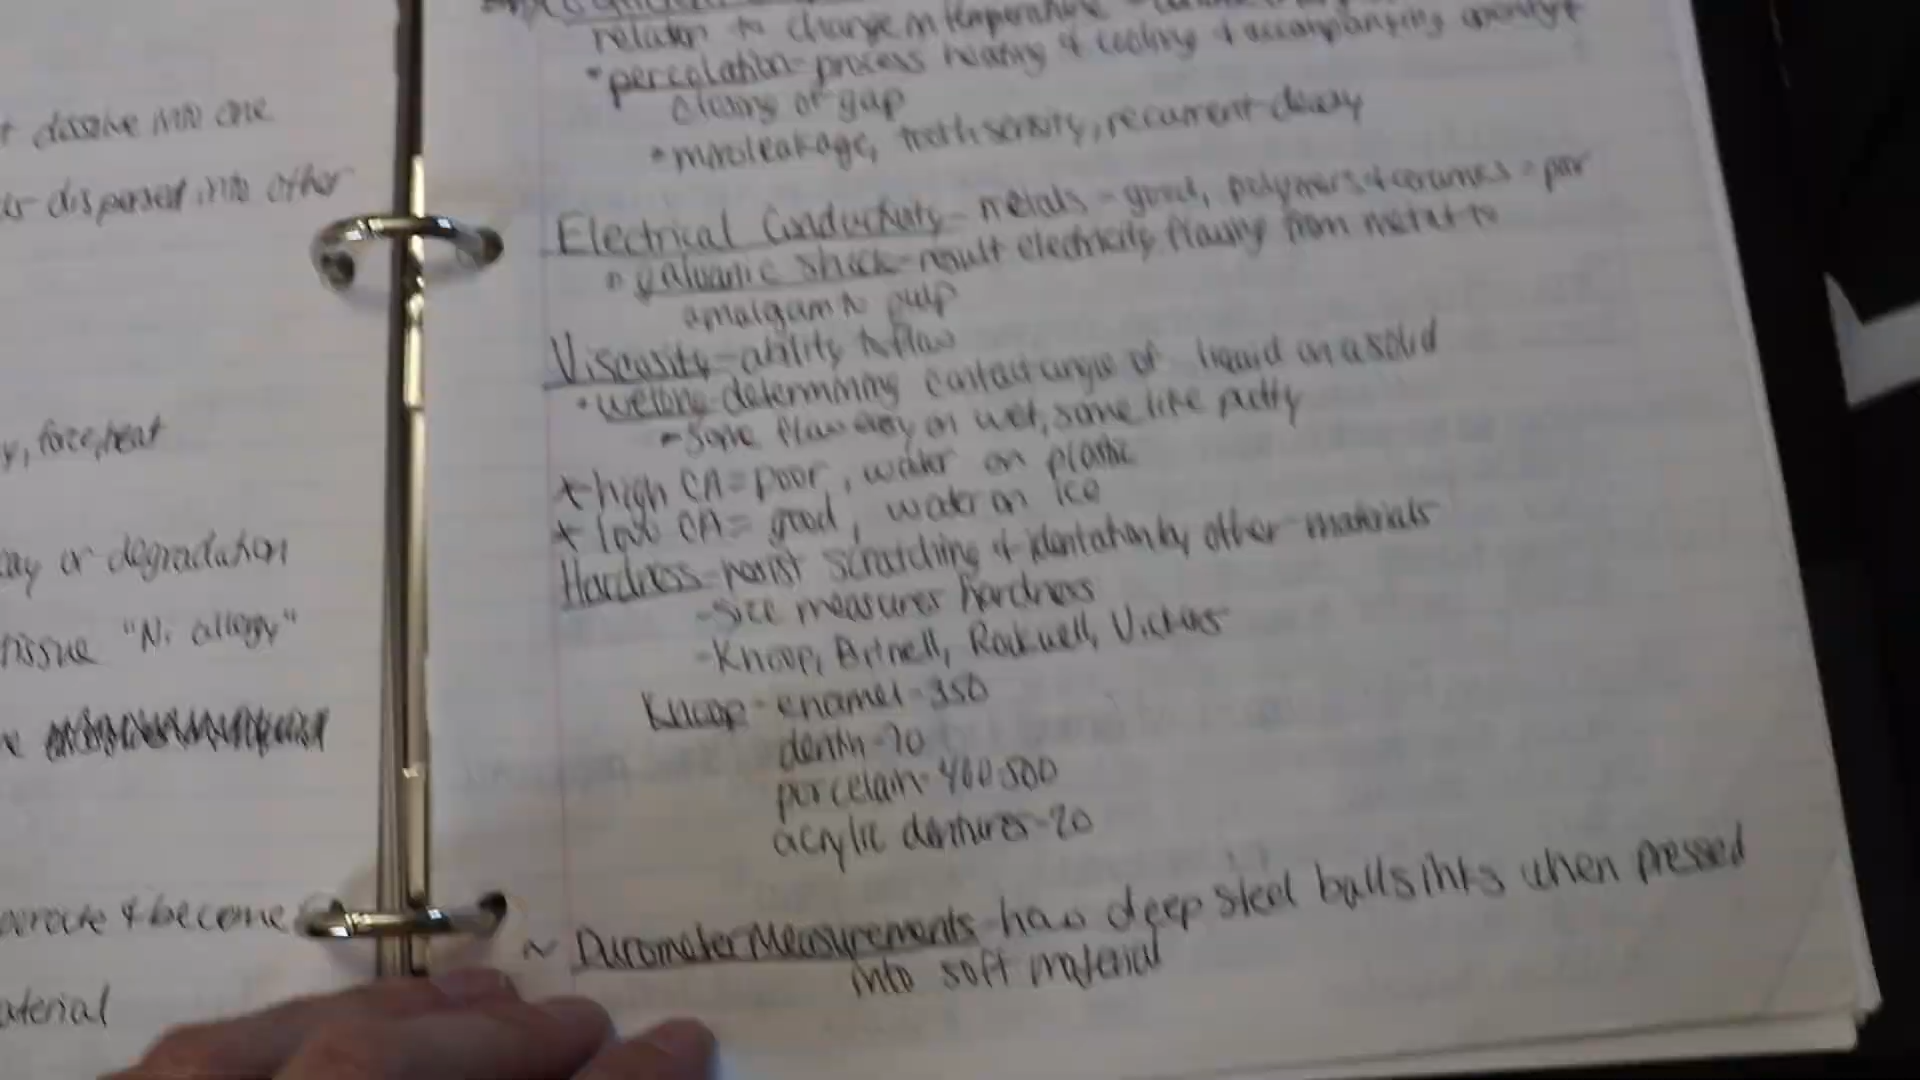 t dissolve into one
dispersed into other
y, force, heat
cay or degradation
tissue "Ni allergy"
& become
aterial
relation to change in temperature
• percolation - process heating & cooling & accompanying opening &
closing of gap
• microleakage, tooth sensity, recurrent decay
Electrical Conductivity - metals - good, polymers & ceramics = poor
galvanic shock - result electricity flowing from metal to
amalgam to pulp
Viscosity - ability to flow
• wetting - determining contact angle of liquid on a solid
- some flow easy on wet, some like putty
* high CA = poor, water on plastic
* low CA = good, water on ice
Hardness - resist scratching & identation by other materials
- size measures hardness
- Knoop, Brinell, Rockwell, Vickers
Knoop - enamel - 350
dentin - 70
porcelain - 400-500
acrylic dentures - 20
~ Durometer Measurements - how deep steel balls inks when pressed
into soft material